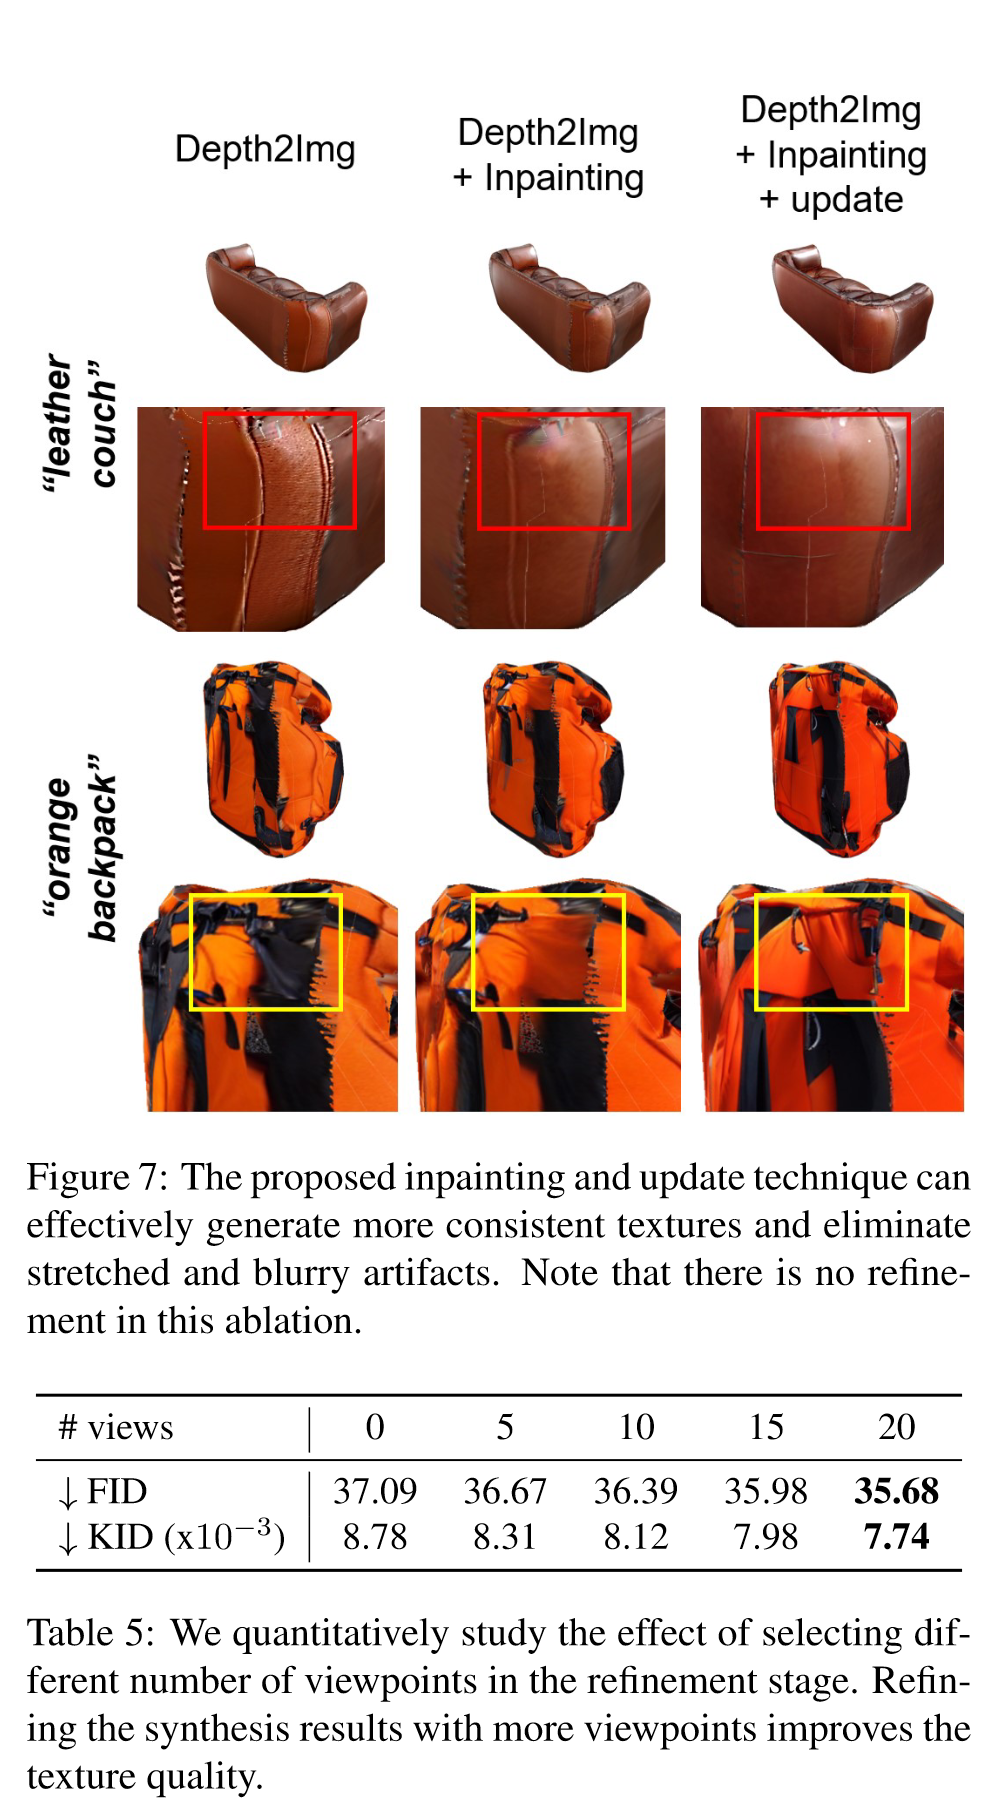 Depth2Img
Depth2Img
+ Inpainting
Depth2Img
+ Inpainting
+ update
“leather
couch”
“orange
backpack”
Figure 7: The proposed inpainting and update technique can
effectively generate more consistent textures and eliminate
stretched and blurry artifacts. Note that there is no refine-
ment in this ablation.
# views 0 5 10 15 20
↓ FID 37.09 36.67 36.39 35.98 35.68
↓ KID (x10⁻³) 8.78 8.31 8.12 7.98 7.74
Table 5: We quantitatively study the effect of selecting dif-
ferent number of viewpoints in the refinement stage. Refin-
ing the synthesis results with more viewpoints improves the
texture quality.